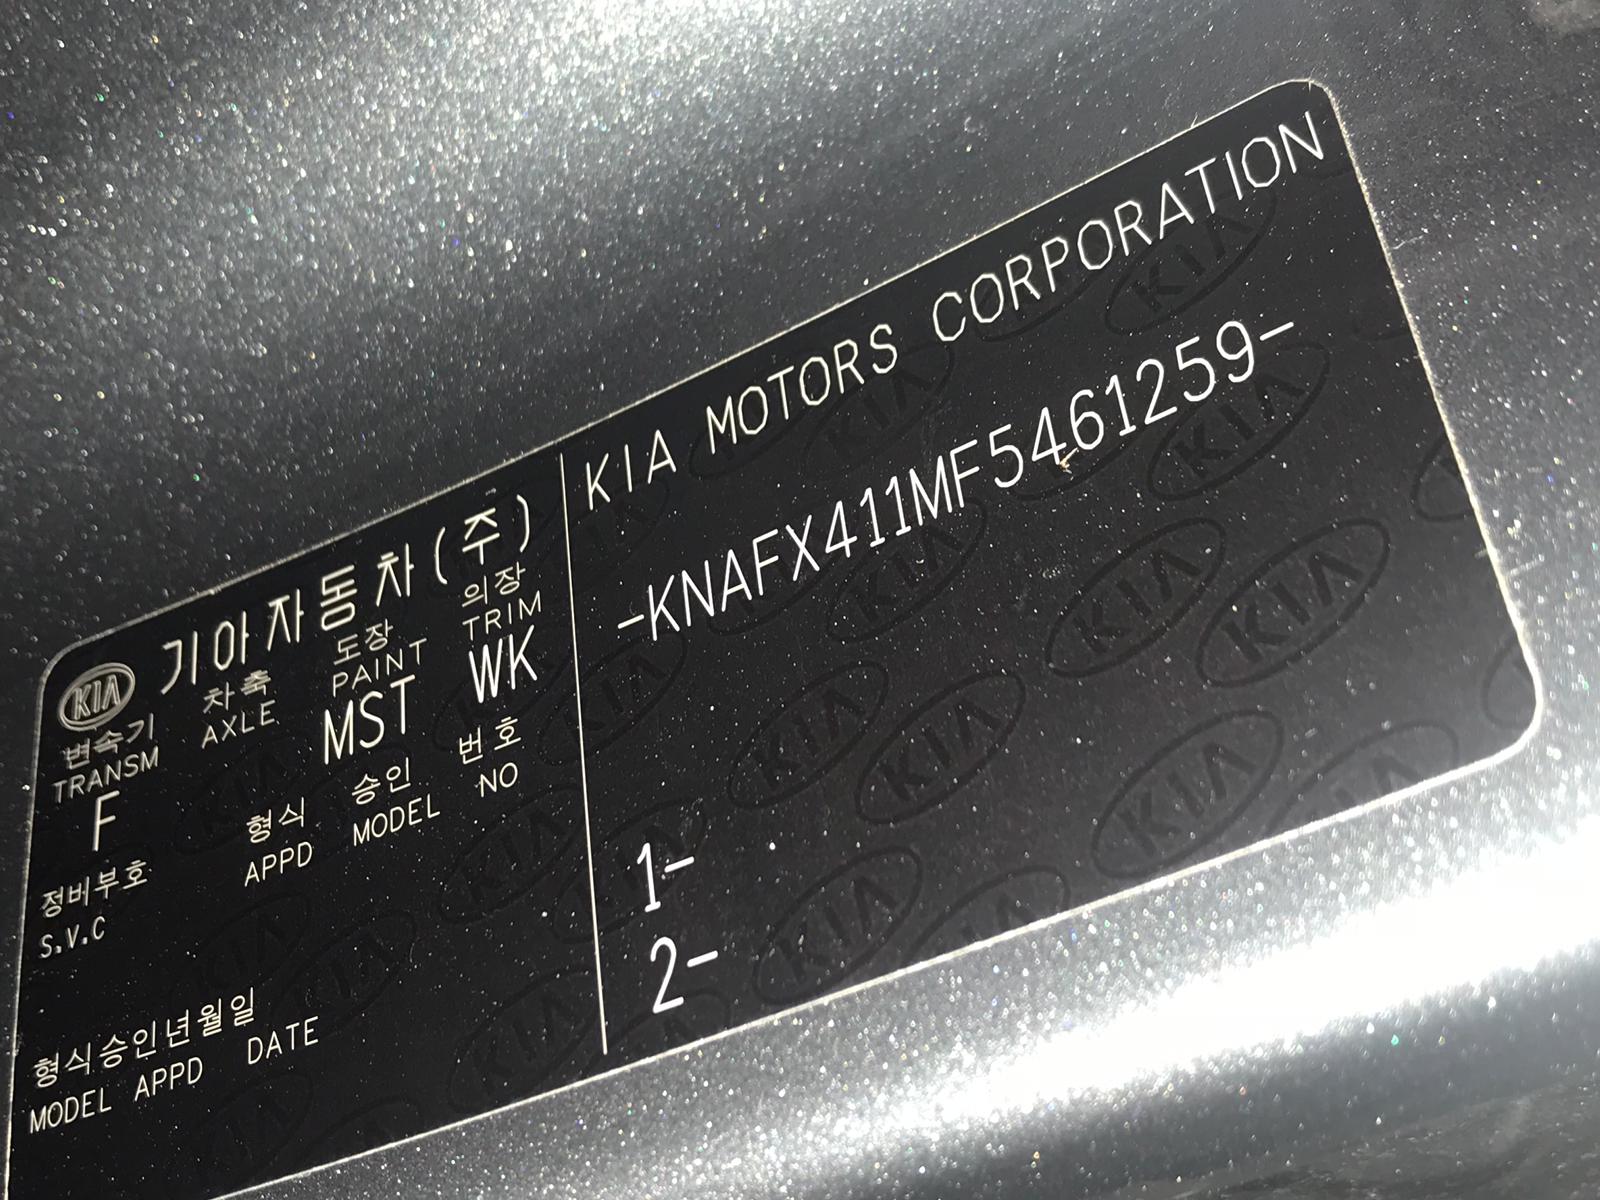 KIA 기아자동차(주)
변속기 차축 도장 의장
TRANSM AXLE PAINT TRIM
F MST WK
정비부호 형식 승인 번호
S.V.C APPD MODEL NO
형식승인년월일
MODEL APPD DATE
KIA MOTORS CORPORATION
-KNAFX411MF5461259-
1-
2-